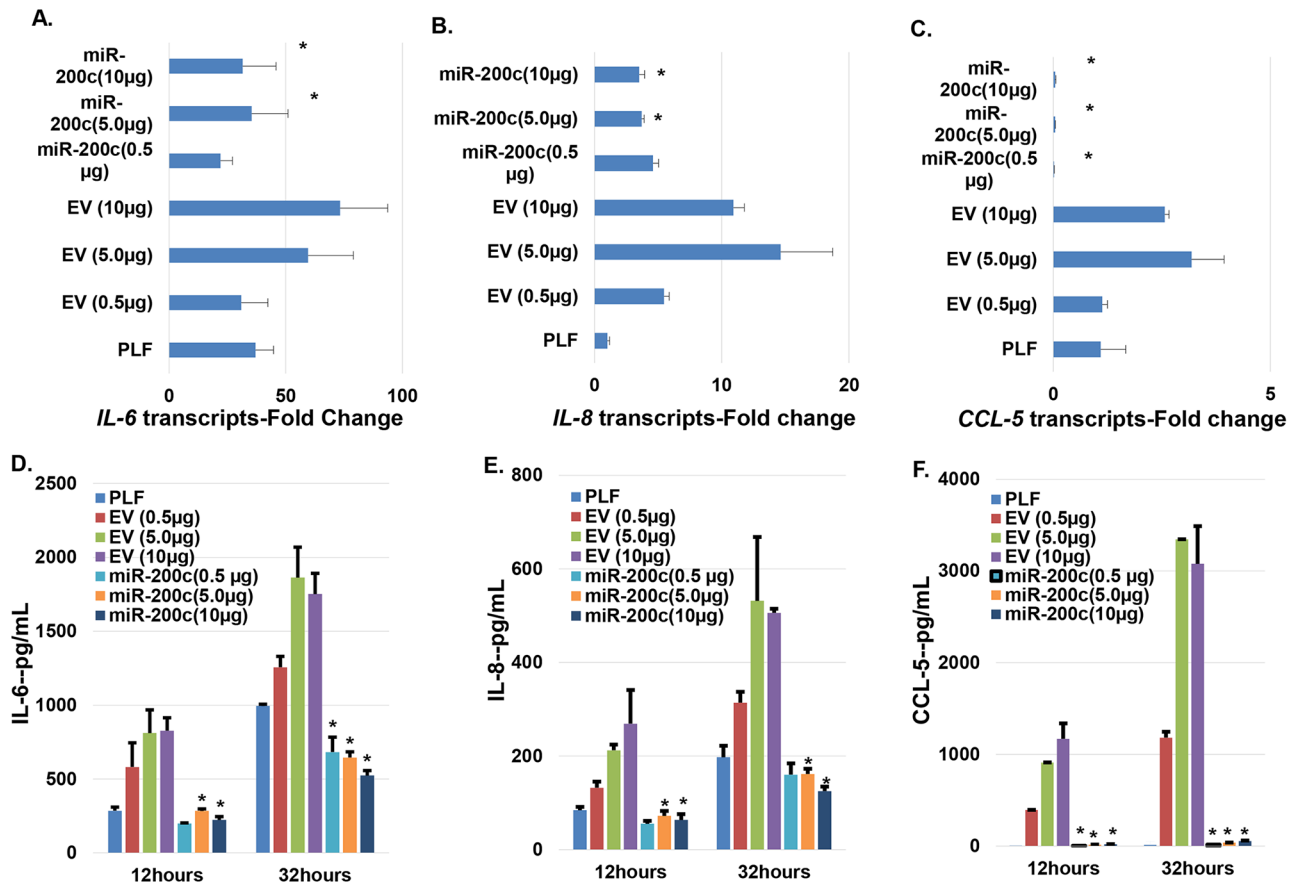 A.
miR-
200c(10µg)
*
miR-
200c(5.0µg)
*
miR-200c(0.5
µg)
EV (10µg)
EV (5.0µg)
EV (0.5µg)
PLF
0
50
100
IL-6 transcripts-Fold Change
B.
miR-200c(10µg)
*
miR-200c(5.0µg)
*
miR-200c(0.5
µg)
EV (10µg)
EV (5.0µg)
EV (0.5µg)
PLF
0
10
20
IL-8 transcripts-Fold Change
C.
miR-
200c(10µg)
*
miR-
200c(5.0µg)
*
miR-200c(0.5
µg)
*
EV (10µg)
EV (5.0µg)
EV (0.5µg)
PLF
0
5
CCL-5 transcripts-Fold Change
D.
IL-6--pg/mL
2500
2000
1500
1000
500
0
PLF
EV (0.5µg)
EV (5.0µg)
EV (10µg)
miR-200c(0.5 µg)
miR-200c(5.0µg)
miR-200c(10µg)
* *
* * *
12hours
32hours
E.
IL-8--pg/mL
800
600
400
200
0
PLF
EV (0.5µg)
EV (5.0µg)
EV (10µg)
miR-200c(0.5 µg)
miR-200c(5.0µg)
miR-200c(10µg)
* *
* *
12hours
32hours
F.
CCL-5--pg/mL
4000
3000
2000
1000
0
PLF
EV (0.5µg)
EV (5.0µg)
EV (10µg)
miR-200c(0.5 µg)
miR-200c(5.0µg)
miR-200c(10µg)
* * *
* * *
12hours
32hours